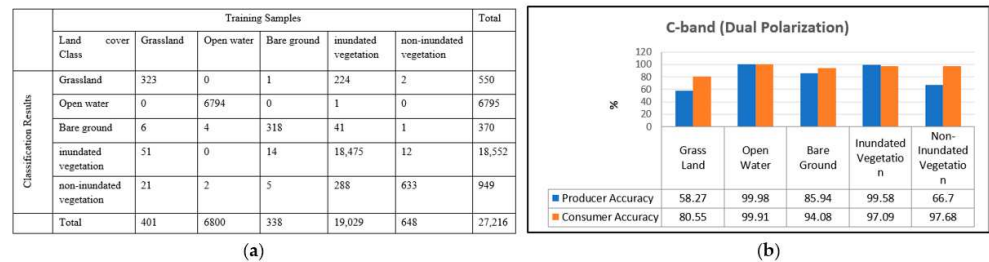 Training Samples Total
Land cover Class Grassland Open water Bare ground inundated vegetation non-inundated vegetation
Classification Results
Grassland 323 0 1 224 2 550
Open water 0 6794 0 1 0 6795
Bare ground 6 4 318 41 1 370
inundated vegetation 51 0 14 18,475 12 18,552
non-inundated vegetation 21 2 5 288 633 949
Total 401 6800 338 19,029 648 27,216
(a)
C-band (Dual Polarization)
120
100
80
60
40
20
0
%
Grass Land Open Water Bare Ground Inundated Vegetatio n Non-Inundated Vegetatio n
Producer Accuracy 58.27 99.98 85.94 99.58 66.7
Consumer Accuracy 80.55 99.91 94.08 97.09 97.68
(b)